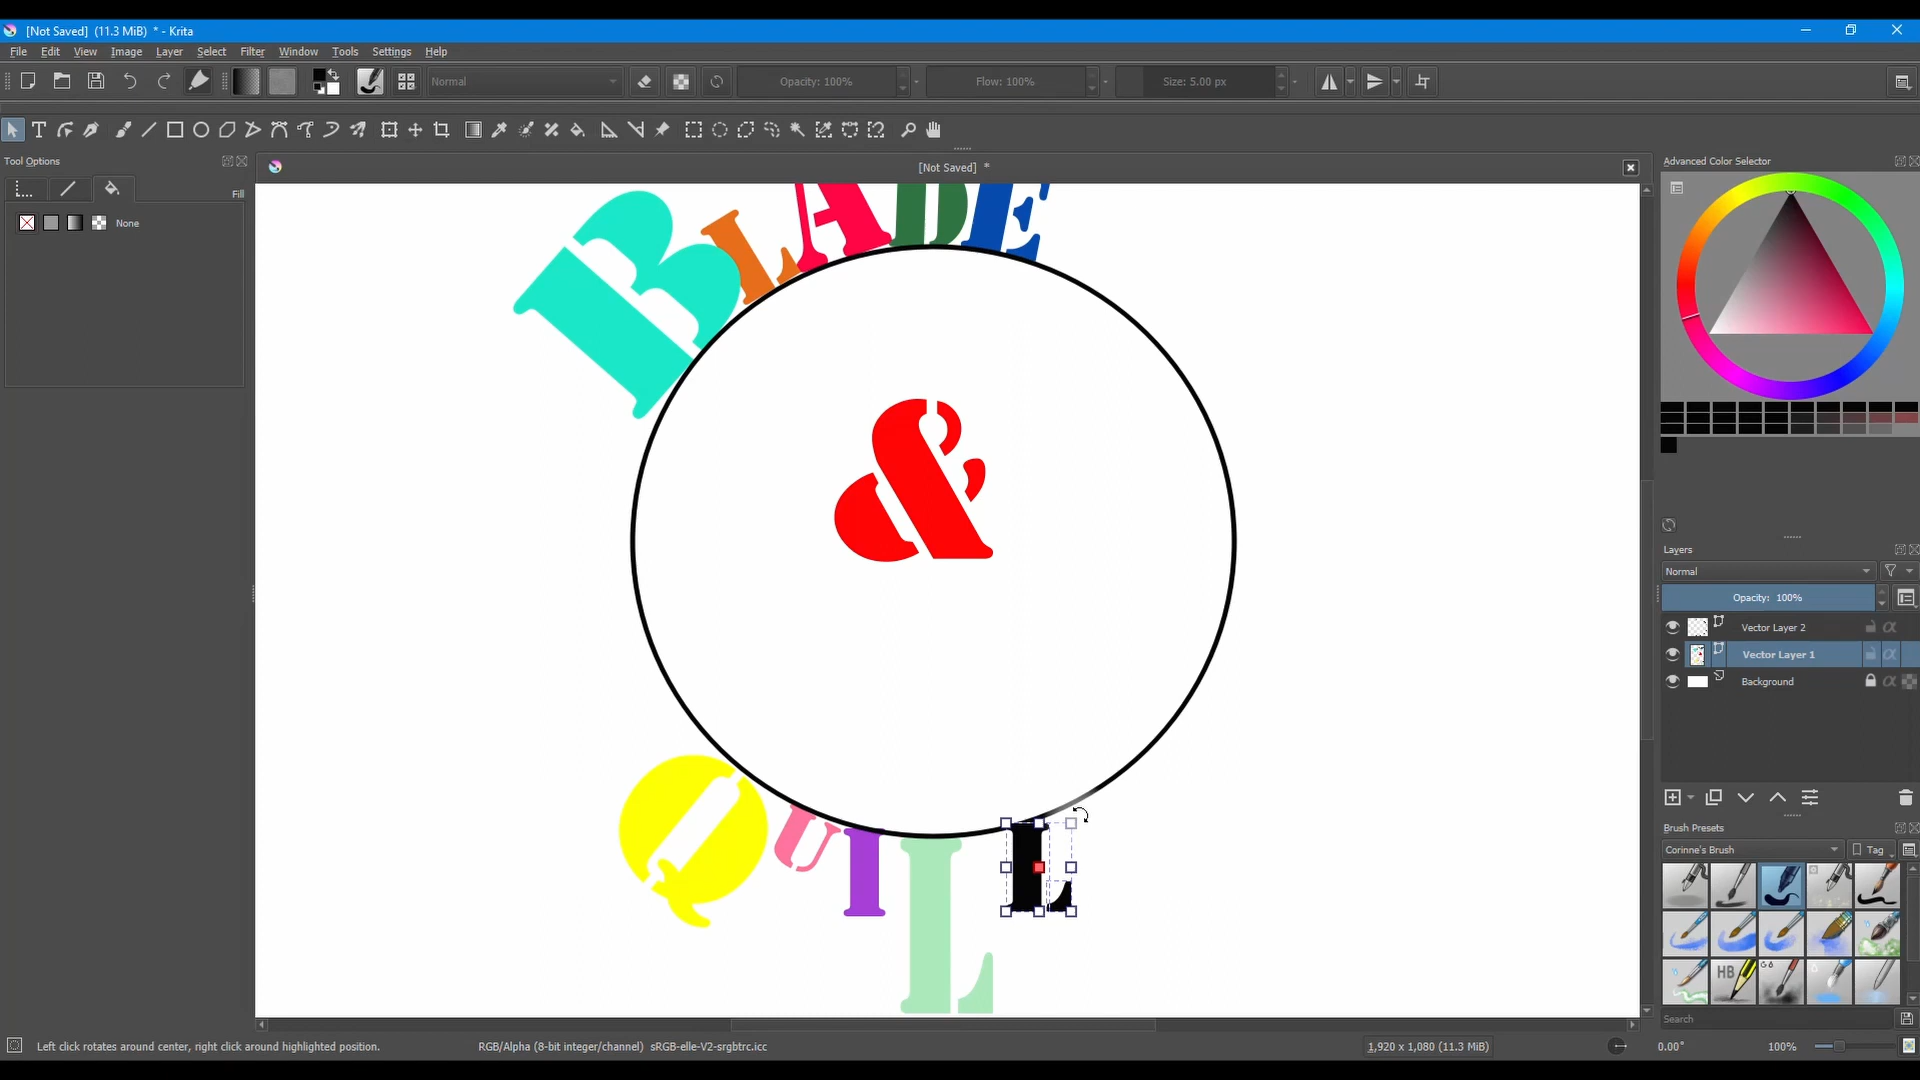 [Not Saved] (11.3 MiB) * - Krita
File Edit View Image Layer Select Filter Tools Settings Window Help
Normal Opacity: 100% Flow: 100% Size: 5.00 px
Tool Options
[Not Saved] *
Advanced Color Selector
Fill
None
BLADE
&
QUILL
Layers
Normal
Opacity: 100%
Vector Layer 2
Vector Layer 1
Background
Brush Presets
Corinne's Brush Tag
HB
Search
Left click rotates around center, right click around highlighted position.
RGB/Alpha (8-bit integer/channel) sRGB-elle-V2-srgbtrc.icc
1,920 x 1,080 (11.3 MiB)
0.00°
100%